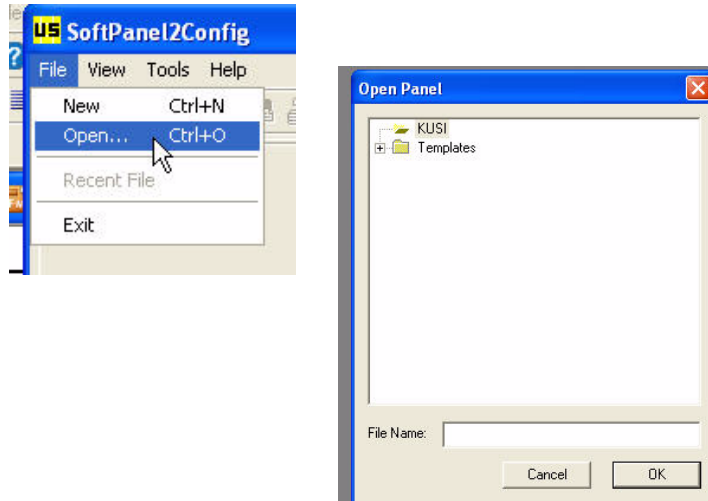 US SoftPanel2Config
File View Tools Help
New Ctrl+N
Open... Ctrl+O
Recent File
Exit
Open Panel
KUSI
Templates
File Name:
Cancel OK